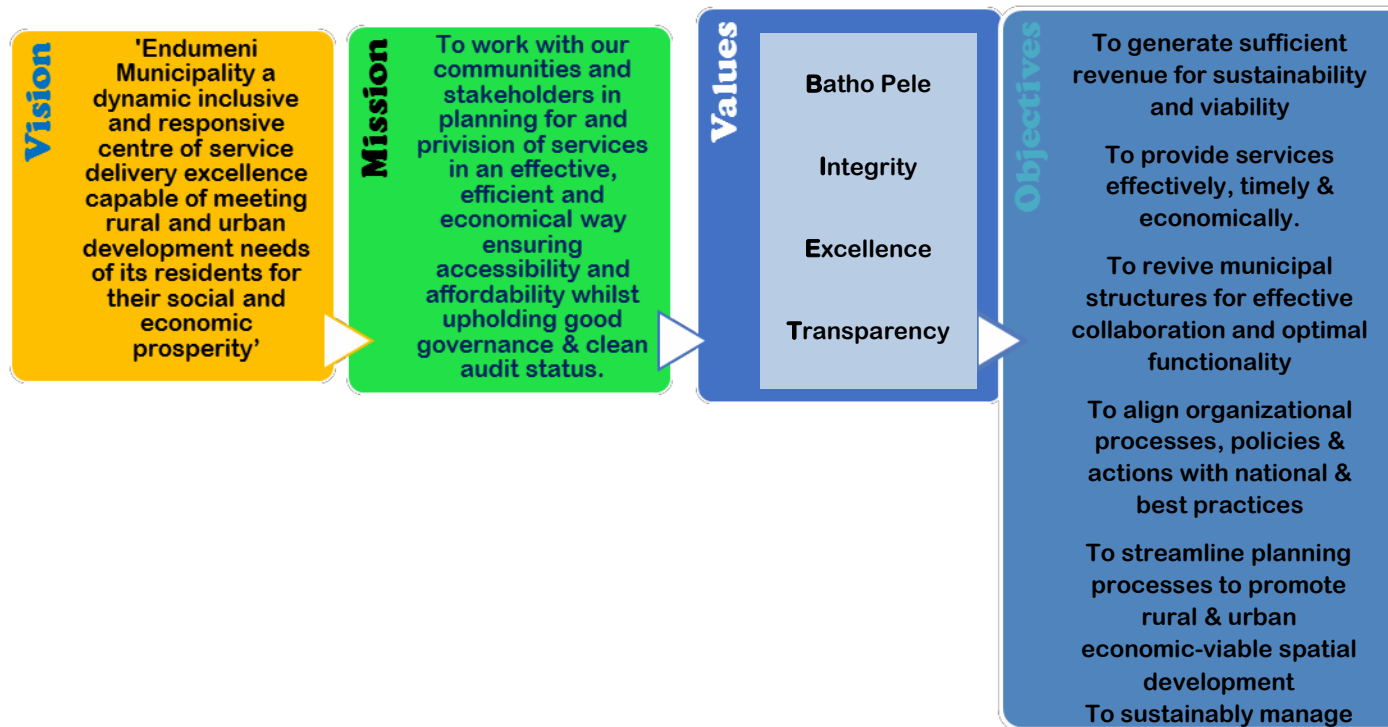 Vision
'Endumeni
Municipality a
dynamic inclusive
and responsive
centre of service
delivery excellence
capable of meeting
rural and urban
development needs
of its residents for
their social and
economic
prosperity’
Mission
To work with our
communities and
stakeholders in
planning for and
privision of services
in an effective,
efficient and
economical way
ensuring
accessibility and
affordability whilst
upholding good
governance & clean
audit status.
Values
Batho Pele
Integrity
Excellence
Transparency
Objectives
To generate sufficient
revenue for sustainability
and viability
To provide services
effectively, timely &
economically.
To revive municipal
structures for effective
collaboration and optimal
functionality
To align organizational
processes, policies &
actions with national &
best practices
To streamline planning
processes to promote
rural & urban
economic-viable spatial
development
To sustainably manage